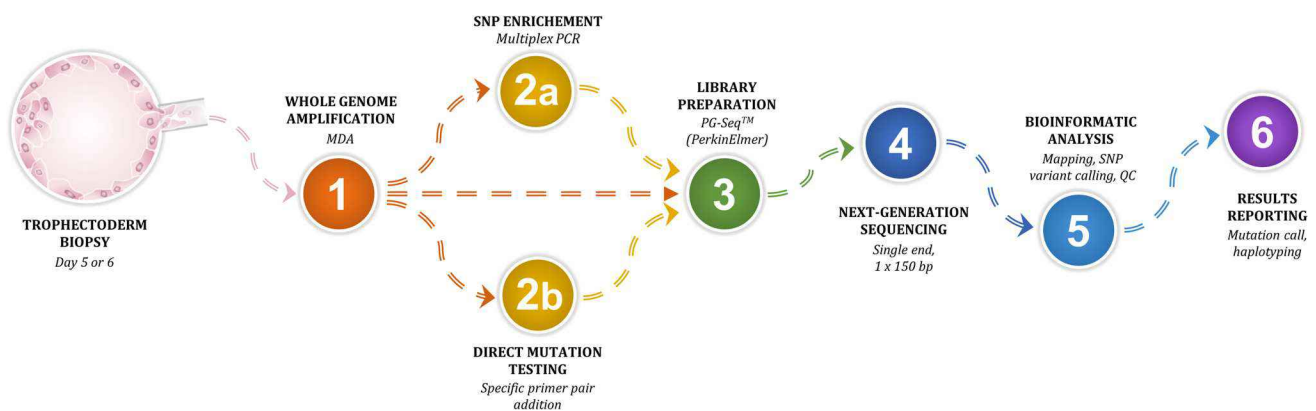 TROPHECTODERM
BIOPSY
Day 5 or 6
WHOLE GENOME
AMPLIFICATION
MDA
1
SNP ENRICHEMENT
Multiplex PCR
2a
2b
DIRECT MUTATION
TESTING
Specific primer pair
addition
LIBRARY
PREPARATION
PG-Seq™
(PerkinElmer)
3
4
NEXT-GENERATION
SEQUENCING
Single end,
1 x 150 bp
BIOINFORMATIC
ANALYSIS
Mapping, SNP
variant calling, QC
5
6
RESULTS
REPORTING
Mutation call,
haplotyping